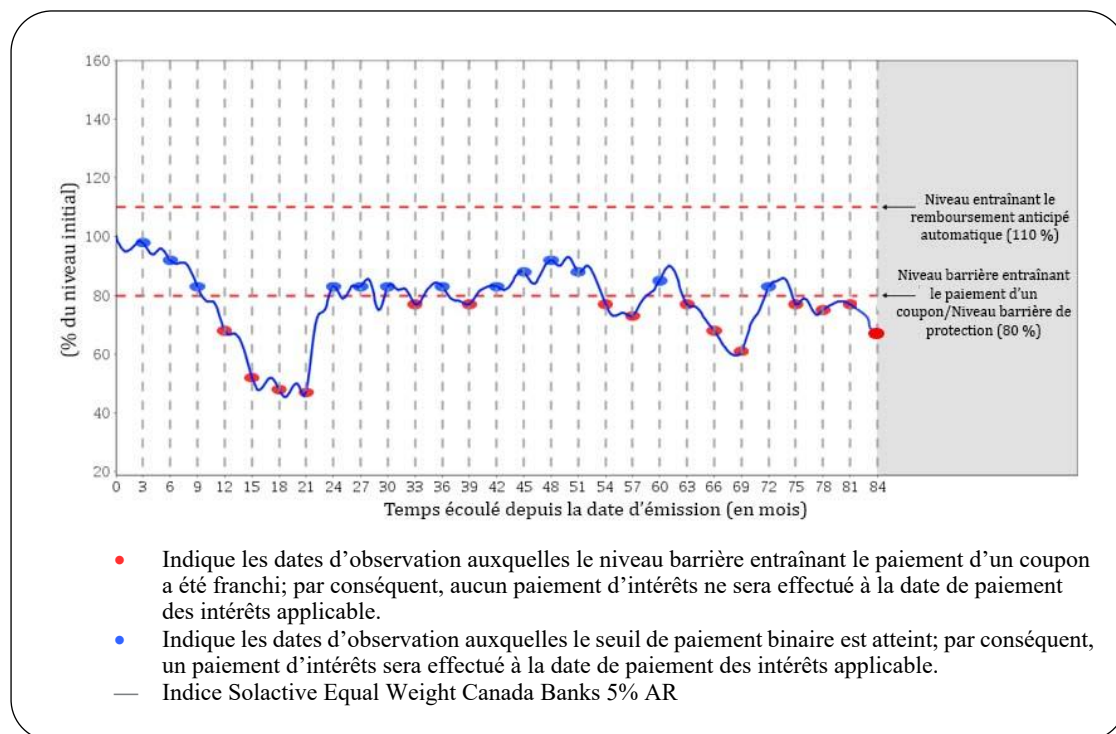 160
140
120
100
80
60
40
20
(% du niveau initial)
Niveau entraînant le
remboursement anticipé
automatique (110 %)
Niveau barrière entraînant
le paiement d'un
coupon/Niveau barrière de
protection (80 %)
0 3 6 9 12 15 18 21 24 27 30 33 36 39 42 45 48 51 54 57 60 63 66 69 72 75 78 81 84
Temps écoulé depuis la date d'émission (en mois)
• Indique les dates d'observation auxquelles le niveau barrière entraînant le paiement d'un coupon
a été franchi; par conséquent, aucun paiement d'intérêts ne sera effectué à la date de paiement
des intérêts applicable.
• Indique les dates d'observation auxquelles le seuil de paiement binaire est atteint; par conséquent,
un paiement d'intérêts sera effectué à la date de paiement des intérêts applicable.
— Indice Solactive Equal Weight Canada Banks 5% AR